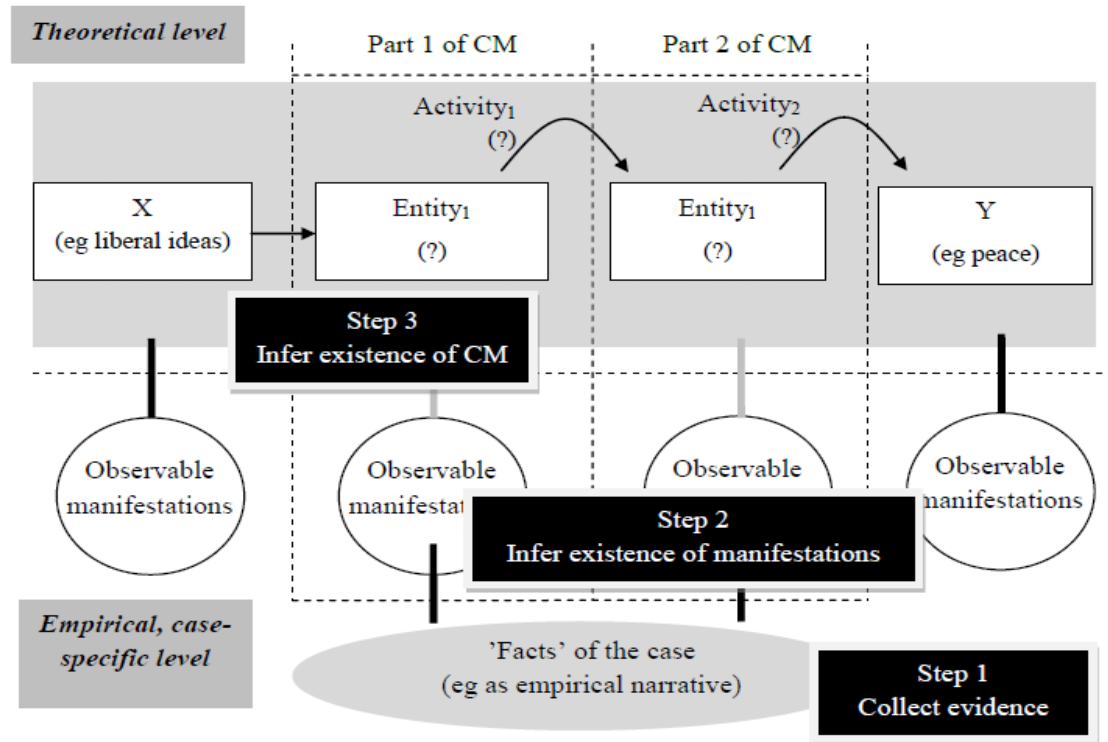 Theoretical level
Part 1 of CM
Part 2 of CM
Activity₁
(?)
Activity₂
(?)
X
(eg liberal ideas)
Entity₁
(?)
Entity₁
(?)
Y
(eg peace)
Step 3
Infer existence of CM
Observable
manifestations
Observable
manifestati
Observable
Observable
manifestations
Step 2
Infer existence of manifestations
Empirical, case-
specific level
’Facts’ of the case
(eg as empirical narrative)
Step 1
Collect evidence